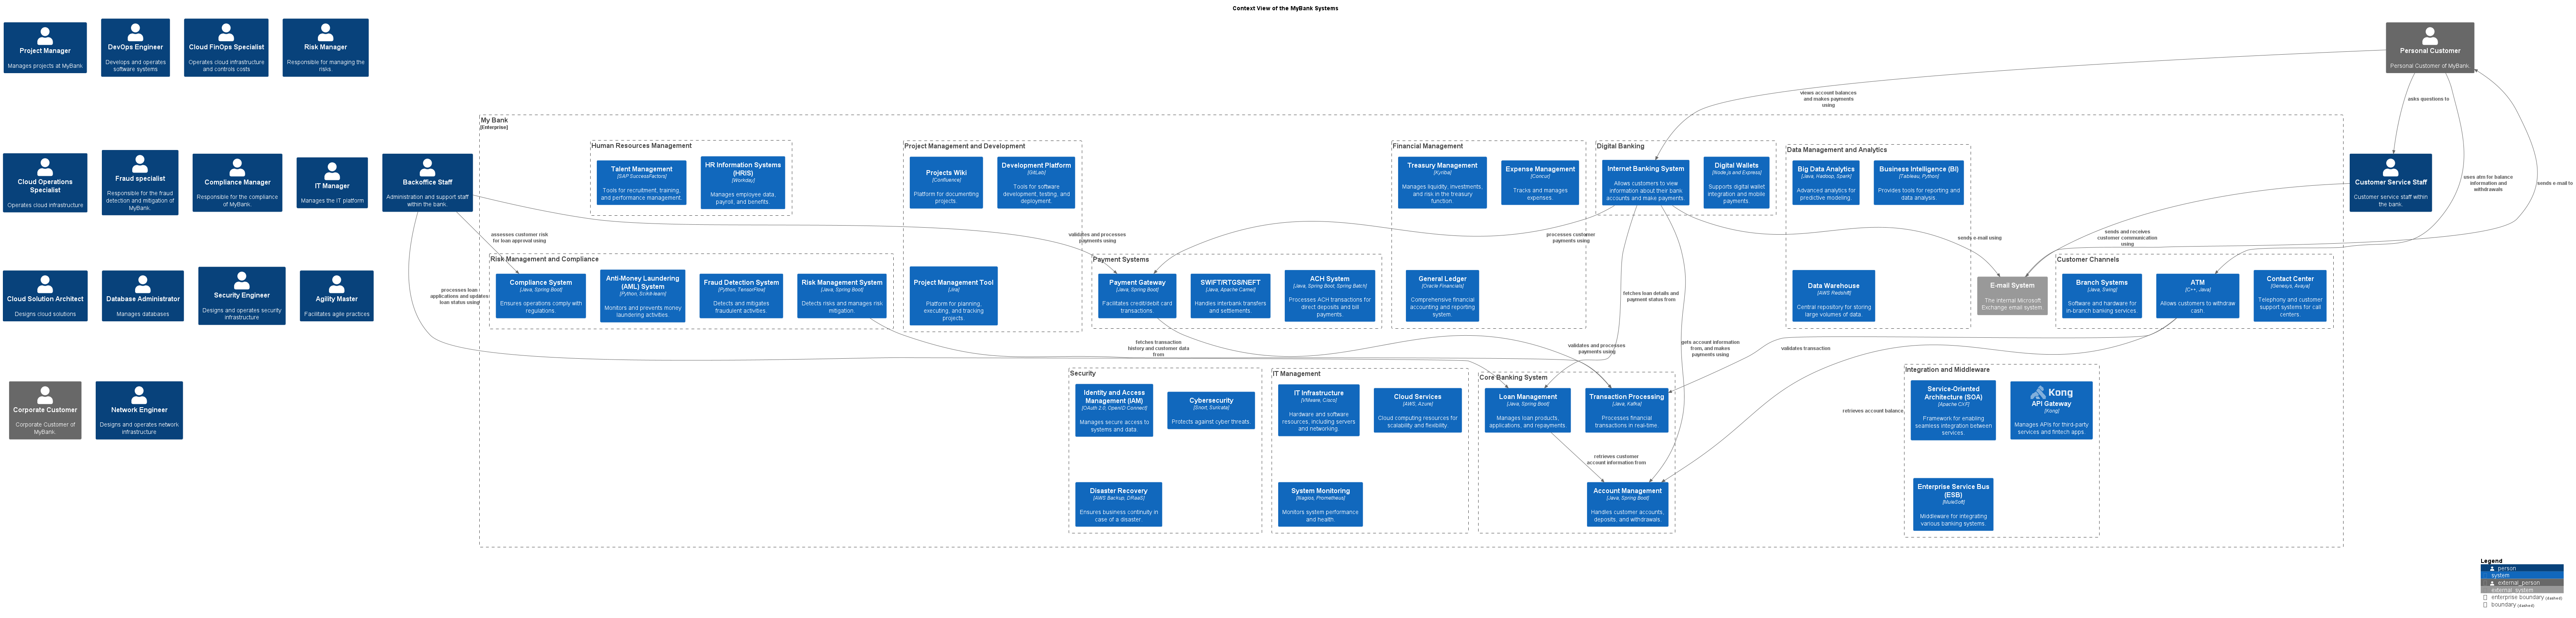 Context View of the MyBank Systems
Project Manager
Manages projects at MyBank
DevOps Engineer
Develops and operates
software systems
Cloud FinOps Specialist
Operates cloud infrastructure
and controls costs
Risk Manager
Responsible for managing the
risks.
Personal Customer
Personal Customer of MyBank.
views account balances
and makes payments
using
asks questions to
uses atm for balance
information and
withdrawals
sends e-mail to
Cloud Operations
Specialist
Operates cloud infrastructure
Fraud specialist
Responsible for the fraud
detection and mitigation of
MyBank.
Compliance Manager
Responsible for the compliance
of MyBank.
IT Manager
Manages the IT platform
Backoffice Staff
Administration and support staff
within the bank.
Customer Service Staff
Customer service staff within
the bank.
My Bank
[Enterprise]
Human Resources Management
Talent Management
[SAP SuccessFactors]
Tools for recruitment, training,
and performance management.
HR Information Systems
(HRIS)
[Workday]
Manages employee data,
payroll, and benefits.
Project Management and Development
Projects Wiki
[Confluence]
Platform for documenting
projects.
Development Platform
[GitLab]
Tools for software
development, testing, and
deployment.
Project Management Tool
[Jira]
Platform for planning,
executing, and tracking
projects.
Financial Management
Treasury Management
[Kyriba]
Manages liquidity, investments,
and risk in the treasury
function.
Expense Management
[Concur]
Tracks and manages
expenses.
General Ledger
[Oracle Financials]
Comprehensive financial
accounting and reporting
system.
Digital Banking
Internet Banking System
Allows customers to view
information about their bank
accounts and make payments.
Digital Wallets
[Node.js and Express]
Supports digital wallet
integration and mobile
payments.
Data Management and Analytics
Big Data Analytics
[Java, Hadoop, Spark]
Advanced analytics for
predictive modeling.
Business Intelligence (BI)
[Tableau, Python]
Provides tools for reporting and
data analysis.
Data Warehouse
[AWS Redshift]
Central repository for storing
large volumes of data.
assesses customer risk
for loan approval using
validates and processes
payments using
processes customer
payments using
sends e-mail using
sends and receives
customer communication
using
Cloud Solution Architect
Designs cloud solutions
Database Administrator
Manages databases
Security Engineer
Designs and operates security
infrastructure
Agility Master
Facilitates agile practices
processes loan
applications and updates
loan status using
Risk Management and Compliance
Compliance System
[Java, Spring Boot]
Ensures operations comply with
regulations.
Anti-Money Laundering
(AML) System
[Python, Scikit-learn]
Monitors and prevents money
laundering activities.
Fraud Detection System
[Python, TensorFlow]
Detects and mitigates
fraudulent activities.
Risk Management System
[Java, Spring Boot]
Detects risks and manages risk
mitigation.
Payment Systems
Payment Gateway
[Java, Spring Boot]
Facilitates credit/debit card
transactions.
SWIFT/RTGS/NEFT
[Java, Apache Camel]
Handles interbank transfers
and settlements.
ACH System
[Java, Spring Boot, Spring Batch]
Processes ACH transactions for
direct deposits and bill
payments.
fetches loan details and
payment status from
E-mail System
The internal Microsoft
Exchange email system.
Customer Channels
Branch Systems
[Java, Swing]
Software and hardware for
in-branch banking services.
ATM
[C++, Java]
Allows customers to withdraw
cash.
Contact Center
[Genesys, Avaya]
Telephony and customer
support systems for call
centers.
fetches transaction
history and customer data
from
validates and processes
payments using
gets account information
from, and makes
payments using
validates transaction
Corporate Customer
Corporate Customer of
MyBank.
Network Engineer
Designs and operates network
infrastructure
Security
Identity and Access
Management (IAM)
[OAuth 2.0, OpenID Connect]
Manages secure access to
systems and data.
Cybersecurity
[Snort, Suricata]
Protects against cyber threats.
Disaster Recovery
[AWS Backup, DRaaS]
Ensures business continuity in
case of a disaster.
IT Management
IT Infrastructure
[VMware, Cisco]
Hardware and software
resources, including servers
and networking.
Cloud Services
[AWS, Azure]
Cloud computing resources for
scalability and flexibility.
System Monitoring
[Nagios, Prometheus]
Monitors system performance
and health.
Core Banking System
Loan Management
[Java, Spring Boot]
Manages loan products,
applications, and repayments.
Transaction Processing
[Java, Kafka]
Processes financial
transactions in real-time.
retrieves customer
account information from
Account Management
[Java, Spring Boot]
Handles customer accounts,
deposits, and withdrawals.
retrieves account balance
Integration and Middleware
Service-Oriented
Architecture (SOA)
[Apache CXF]
Framework for enabling
seamless integration between
services.
Kong
API Gateway
[Kong]
Manages APIs for third-party
services and fintech apps.
Enterprise Service Bus
(ESB)
[MuleSoft]
Middleware for integrating
various banking systems.
Legend
person
system
external_person
external_system
enterprise boundary (dashed)
boundary (dashed)